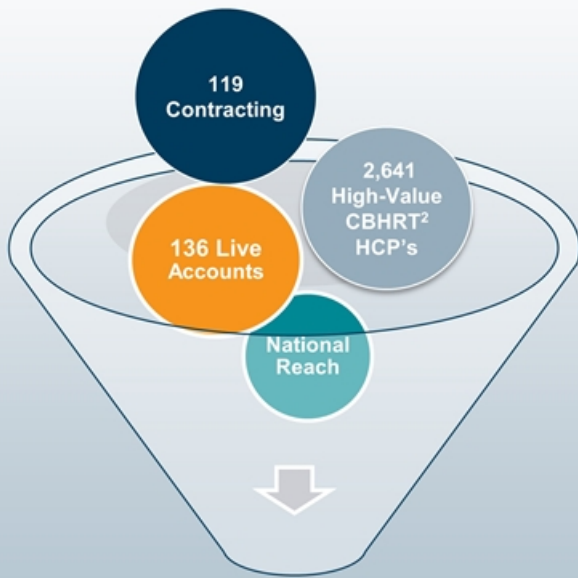 119
Contracting
2,641
High-Value
CBHRT²
HCP's
136 Live
Accounts
National
Reach